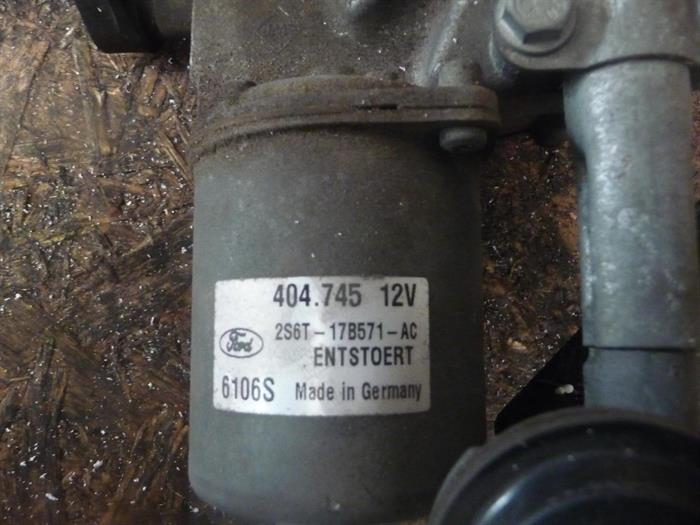 404.745 12V
2S6T-17B571-AC
Ford
ENTSTOERT
6106S Made in Germany